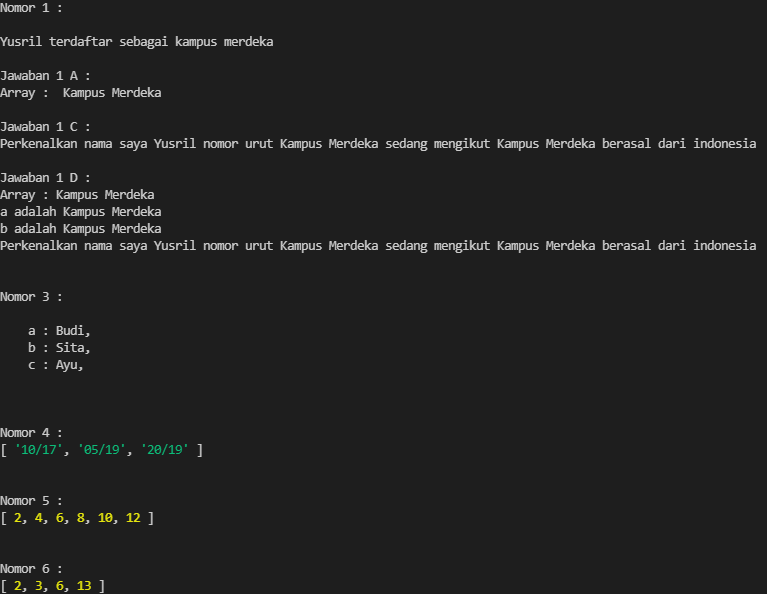 Nomor 1 :
Yusril terdaftar sebagai kampus merdeka
Jawaban 1 A :
Array :  Kampus Merdeka
Jawaban 1 C :
Perkenalkan nama saya Yusril nomor urut Kampus Merdeka sedang mengikut Kampus Merdeka berasal dari indonesia
Jawaban 1 D :
Array : Kampus Merdeka
a adalah Kampus Merdeka
b adalah Kampus Merdeka
Perkenalkan nama saya Yusril nomor urut Kampus Merdeka sedang mengikut Kampus Merdeka berasal dari indonesia
Nomor 3 :
a : Budi,
b : Sita,
c : Ayu,
Nomor 4 :
[ '10/17', '05/19', '20/19' ]
Nomor 5 :
[ 2, 4, 6, 8, 10, 12 ]
Nomor 6 :
[ 2, 3, 6, 13 ]